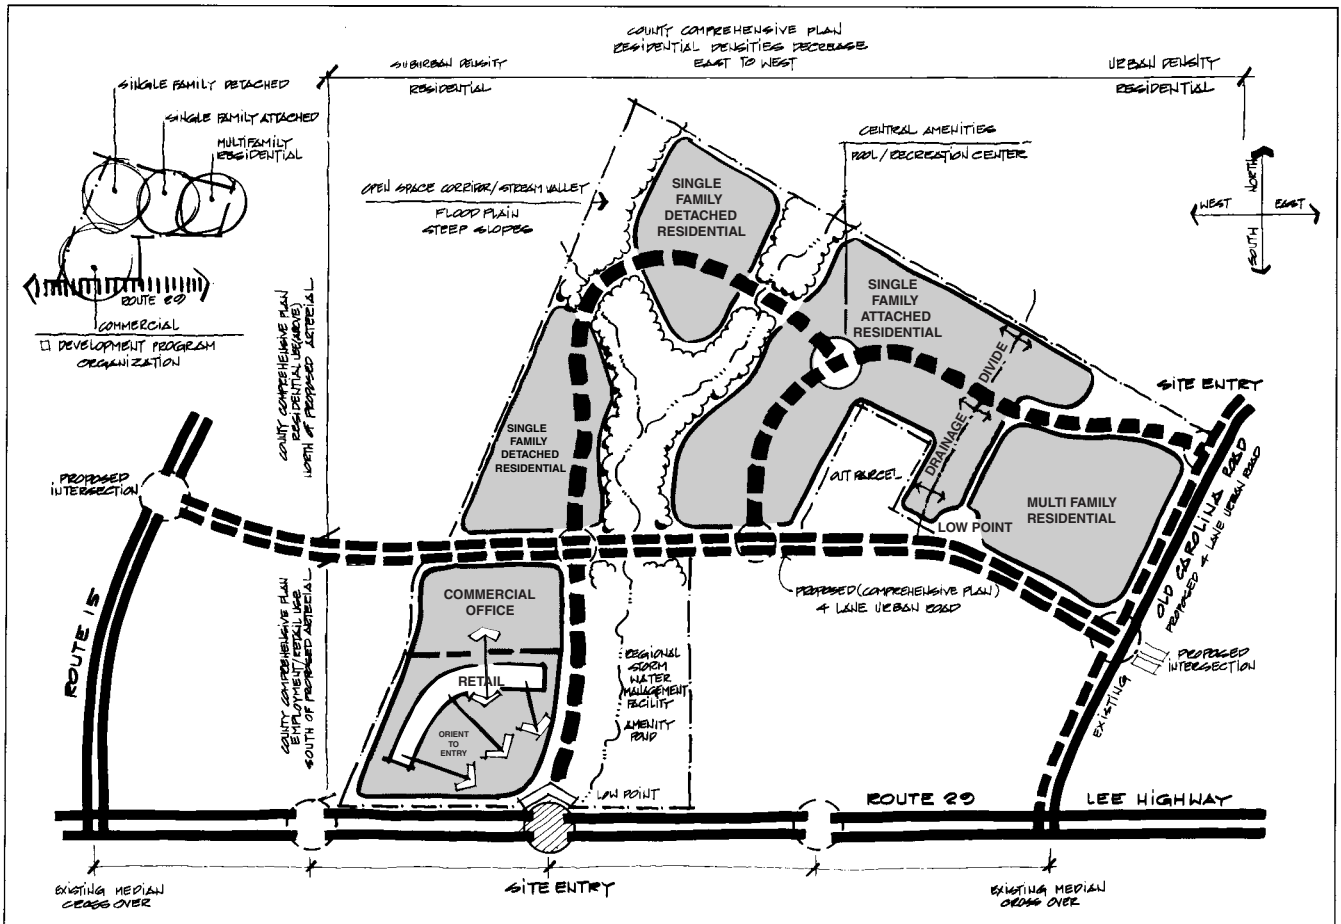 COUNTY COMPREHENSIVE PLAN
RESIDENTIAL DENSITIES DECREASE
EAST TO WEST
SUBURBAN DENSITY
RESIDENTIAL
URBAN DENSITY
RESIDENTIAL
SINGLE FAMILY DETACHED
SINGLE FAMILY ATTACHED
MULTIFAMILY
RESIDENTIAL
ROUTE 29
COMMERCIAL
DEVELOPMENT PROGRAM
ORGANIZATION
CENTRAL AMENITIES
POOL/RECREATION CENTER
OPEN SPACE CORRIDOR/STREAM VALLEY
FLOOD PLAIN
STEEP SLOPES
NORTH
WEST
EAST
SOUTH
SINGLE
FAMILY
DETACHED
RESIDENTIAL
SINGLE
FAMILY
ATTACHED
RESIDENTIAL
COUNTY COMPREHENSIVE PLAN
RESIDENTIAL USE (ABOVE)
NORTH OF PROPOSED ARTERIAL
DRAINAGE DIVIDE
SITE ENTRY
SINGLE
FAMILY
DETACHED
RESIDENTIAL
PROPOSED
INTERSECTION
OUT PARCEL
LOW POINT
MULTI FAMILY
RESIDENTIAL
OLD CAROLINA ROAD
PROPOSED 4 LANE URBAN ROAD
PROPOSED (COMPREHENSIVE PLAN)
4 LANE URBAN ROAD
COMMERCIAL
OFFICE
ROUTE 15
COUNTY COMPREHENSIVE PLAN
EMPLOYMENT/RETAIL USE
SOUTH OF PROPOSED ARTERIAL
RETAIL
ORIENT
TO
ENTRY
REGIONAL
STORM
WATER
MANAGEMENT
FACILITY
AMENITY
POND
PROPOSED
INTERSECTION
EXISTING
LOW POINT
ROUTE 29
LEE HIGHWAY
EXISTING MEDIAN
CROSS OVER
SITE ENTRY
EXISTING MEDIAN
CROSS OVER